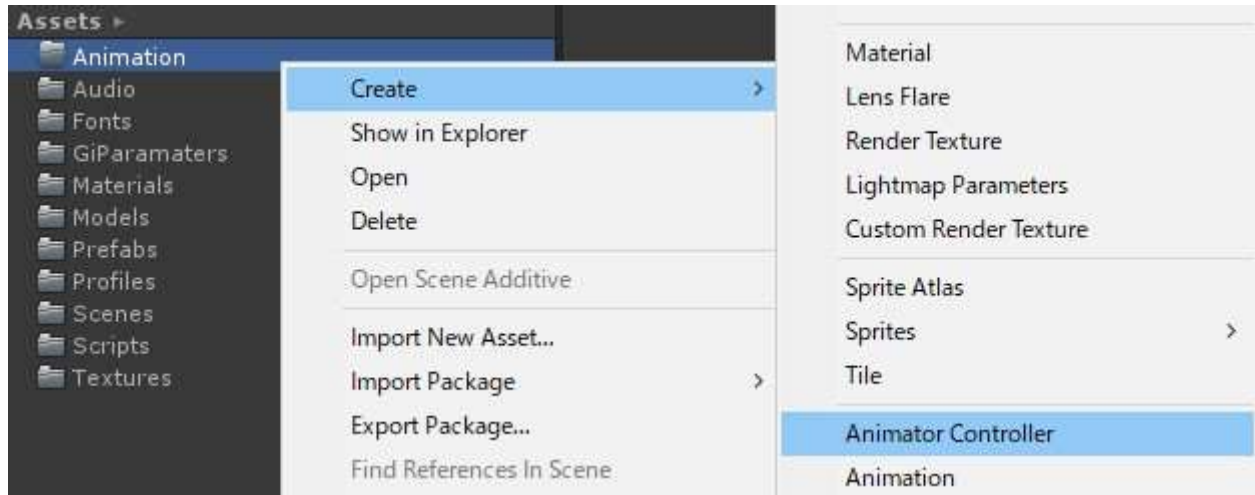 Assets
Animation
Audio
Fonts
GiParamaters
Materials
Models
Prefabs
Profiles
Scenes
Scripts
Textures
Create
Show in Explorer
Open
Delete
Open Scene Additive
Import New Asset...
Import Package
Export Package...
Find References In Scene
Material
Lens Flare
Render Texture
Lightmap Parameters
Custom Render Texture
Sprite Atlas
Sprites
Tile
Animator Controller
Animation